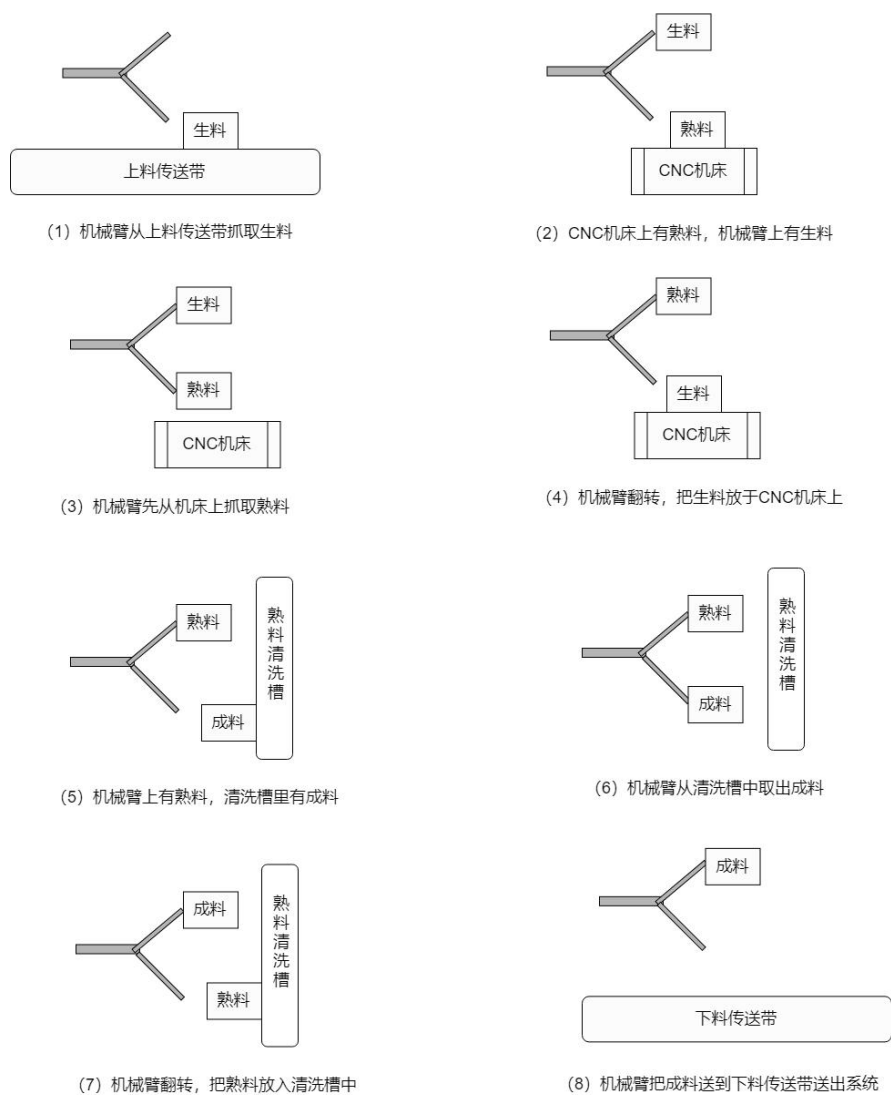 生料
上料传送带
（1）机械臂从上料传送带抓取生料
生料
熟料
CNC机床
（2）CNC机床上有熟料，机械臂上有生料
生料
熟料
CNC机床
（3）机械臂先从机床上抓取熟料
熟料
生料
CNC机床
（4）机械臂翻转，把生料放于CNC机床上
熟料
成料
熟料清洗槽
（5）机械臂上有熟料，清洗槽里有成料
熟料
成料
熟料清洗槽
（6）机械臂从清洗槽中取出成料
成料
熟料
熟料清洗槽
（7）机械臂翻转，把熟料放入清洗槽中
成料
下料传送带
（8）机械臂把成料送到下料传送带送出系统